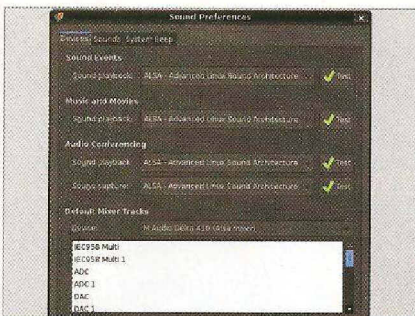 Sound Preferences
Devices Sounds System Beep
Sound Events
Sound playback: ALSA - Advanced Linux Sound Architecture Test
Music and Movies
Sound playback: ALSA - Advanced Linux Sound Architecture Test
Audio Conferencing
Sound playback: ALSA - Advanced Linux Sound Architecture Test
Sound capture: ALSA - Advanced Linux Sound Architecture Test
Default Mixer Tracks
Device: M Audio Delta 410 (Alsa mixer)
IEC958 Multi
IEC958 Multi 1
ADC
ADC 1
DAC
DAC 1